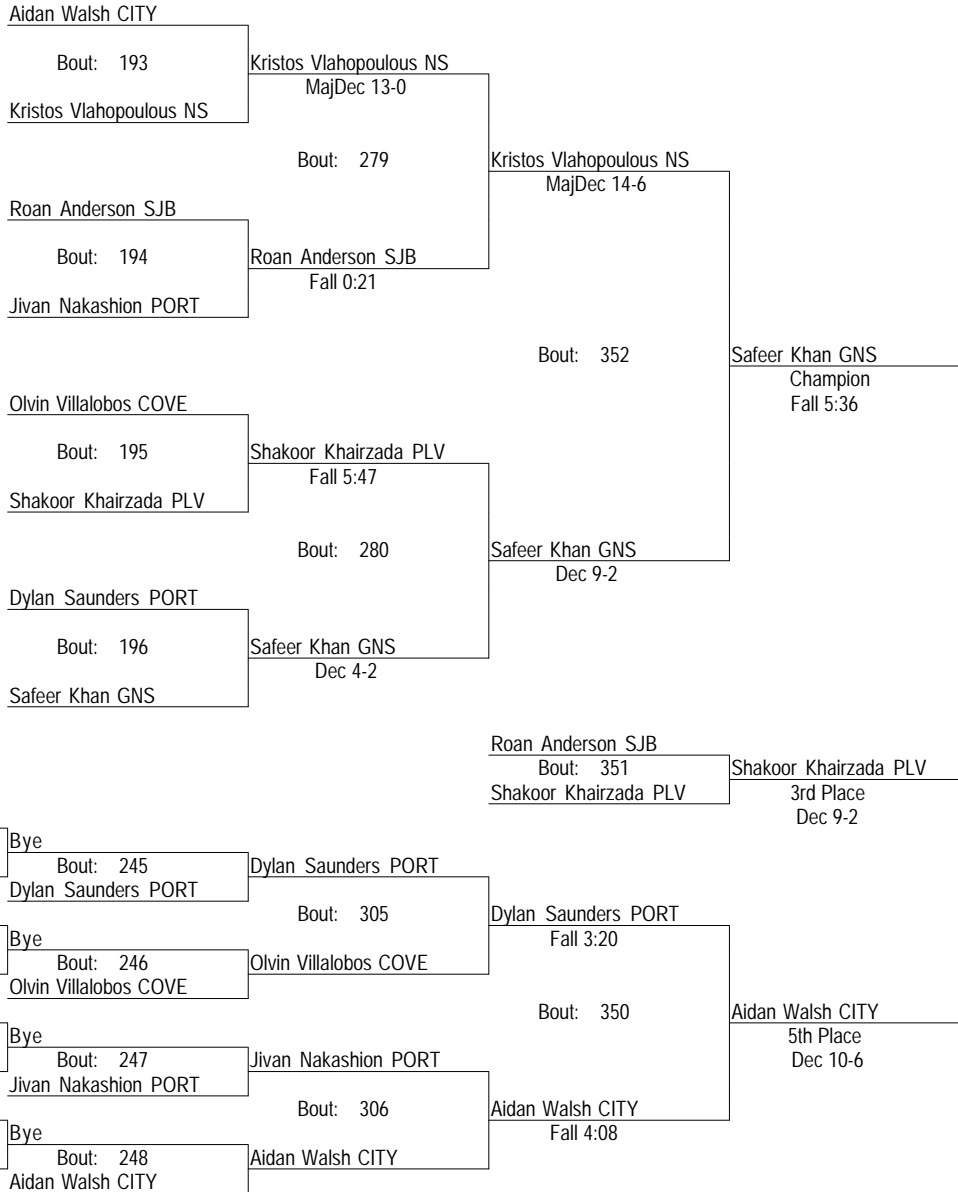 Aidan Walsh CITY
Bout: 193
Kristos Vlahopoulous NS
MajDec 13-0
Kristos Vlahopoulous NS
Bout: 279
Kristos Vlahopoulous NS
MajDec 14-6
Roan Anderson SJB
Bout: 194
Roan Anderson SJB
Fall 0:21
Jivan Nakashion PORT
Bout: 352
Safeer Khan GNS
Champion
Fall 5:36
Olvin Villalobos COVE
Bout: 195
Shakoor Khairzada PLV
Fall 5:47
Shakoor Khairzada PLV
Bout: 280
Safeer Khan GNS
Dec 9-2
Dylan Saunders PORT
Bout: 196
Safeer Khan GNS
Dec 4-2
Safeer Khan GNS
Roan Anderson SJB
Bout: 351
Shakoor Khairzada PLV
Shakoor Khairzada PLV
3rd Place
Dec 9-2
Bye
Bout: 245
Dylan Saunders PORT
Dylan Saunders PORT
Bout: 305
Dylan Saunders PORT
Fall 3:20
Bye
Bout: 246
Olvin Villalobos COVE
Olvin Villalobos COVE
Bout: 350
Aidan Walsh CITY
5th Place
Dec 10-6
Bye
Bout: 247
Jivan Nakashion PORT
Jivan Nakashion PORT
Bout: 306
Aidan Walsh CITY
Fall 4:08
Bye
Bout: 248
Aidan Walsh CITY
Aidan Walsh CITY